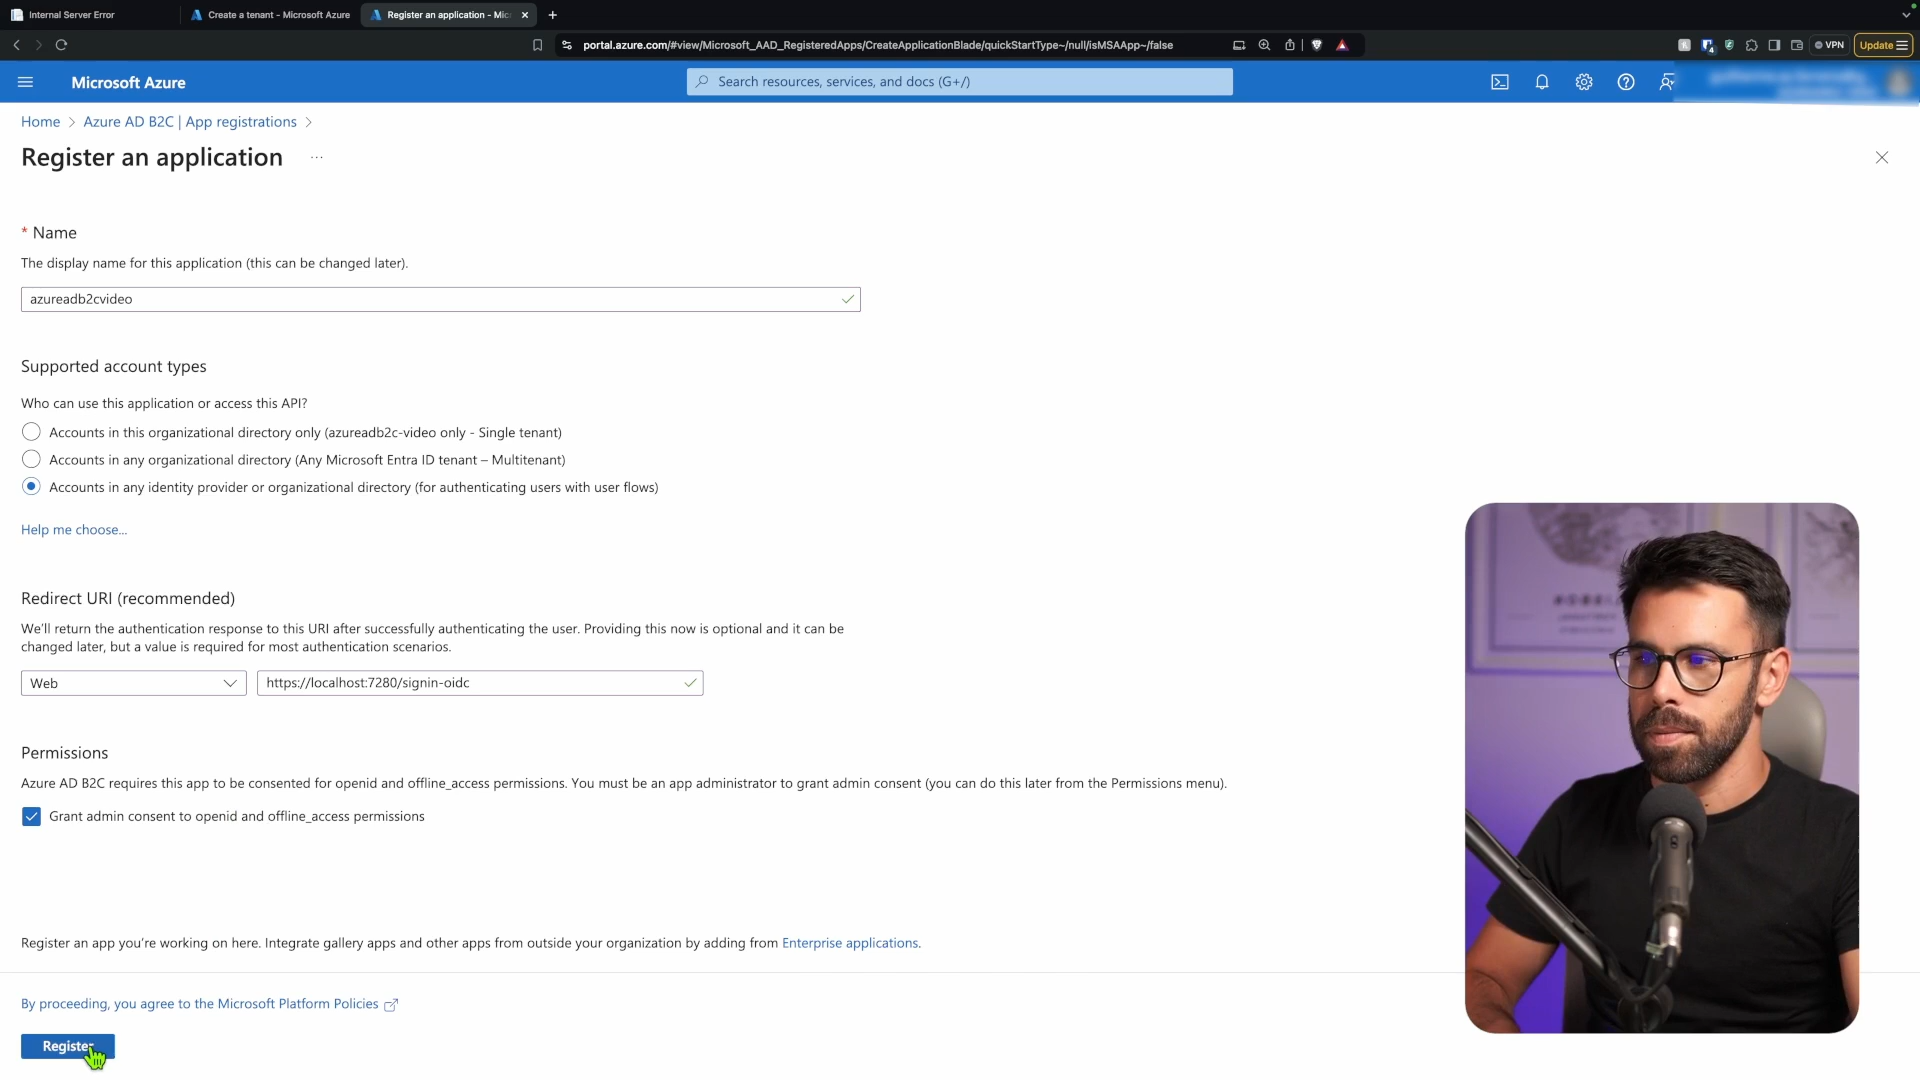 Internal Server Error
Create a tenant - Microsoft Azure
Register an application - Mic
portal.azure.com/#view/Microsoft_AAD_RegisteredApps/CreateApplicationBlade/quickStartType~/null/isMSAApp~/false
VPN
Update
Microsoft Azure
Search resources, services, and docs (G+/)
Home > Azure AD B2C | App registrations >
Register an application ...
* Name
The display name for this application (this can be changed later).
azureadb2cvideo
Supported account types
Who can use this application or access this API?
Accounts in this organizational directory only (azureadb2c-video only - Single tenant)
Accounts in any organizational directory (Any Microsoft Entra ID tenant – Multitenant)
Accounts in any identity provider or organizational directory (for authenticating users with user flows)
Help me choose...
Redirect URI (recommended)
We'll return the authentication response to this URI after successfully authenticating the user. Providing this now is optional and it can be
changed later, but a value is required for most authentication scenarios.
Web
https://localhost:7280/signin-oidc
Permissions
Azure AD B2C requires this app to be consented for openid and offline_access permissions. You must be an app administrator to grant admin consent (you can do this later from the Permissions menu).
Grant admin consent to openid and offline_access permissions
Register an app you're working on here. Integrate gallery apps and other apps from outside your organization by adding from Enterprise applications.
By proceeding, you agree to the Microsoft Platform Policies
Register